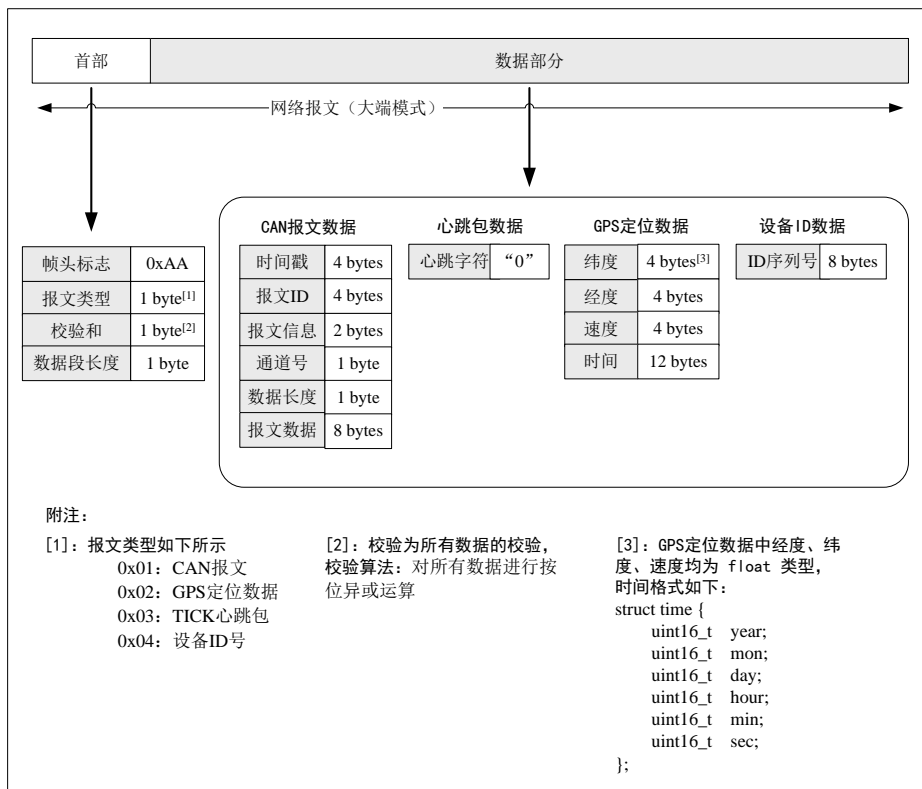 首部
数据部分
网络报文（大端模式）
帧头标志 0xAA
报文类型 1 byte[1]
校验和 1 byte[2]
数据段长度 1 byte
CAN报文数据
时间戳 4 bytes
报文ID 4 bytes
报文信息 2 bytes
通道号 1 byte
数据长度 1 byte
报文数据 8 bytes
心跳包数据
心跳字符 “0”
GPS定位数据
纬度 4 bytes[3]
经度 4 bytes
速度 4 bytes
时间 12 bytes
设备ID数据
ID序列号 8 bytes
附注：
[1]：报文类型如下所示
0x01：CAN报文
0x02：GPS定位数据
0x03：TICK心跳包
0x04：设备ID号
[2]：校验为所有数据的校验，
校验算法：对所有数据进行按
位异或运算
[3]：GPS定位数据中经度、纬
度、速度均为 float 类型，
时间格式如下：
struct time {
uint16_t year;
uint16_t mon;
uint16_t day;
uint16_t hour;
uint16_t min;
uint16_t sec;
};